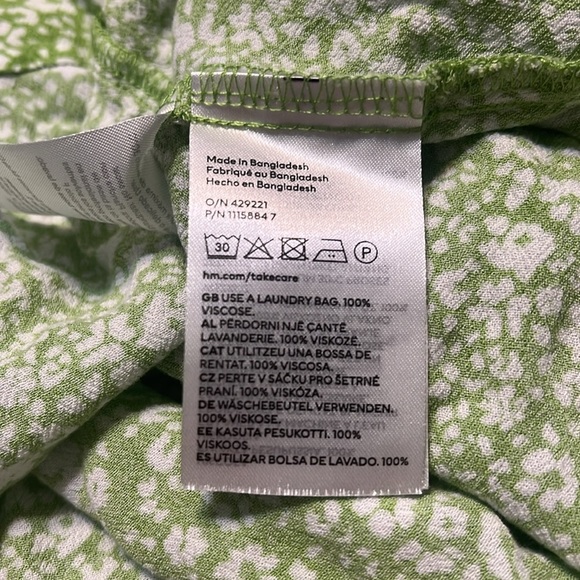 Made in Bangladesh
Fabriqué au Bangladesh
Hecho en Bangladesh
O/N 429221
P/N 1115884 7
30 P
hm.com/takecare
GB USE A LAUNDRY BAG. 100%
VISCOSE.
AL PËRDORNI NJË ÇANTË
LAVANDERIE. 100% VISKOZË.
CAT UTILITZEU UNA BOSSA DE
RENTAT. 100% VISCOSA.
CZ PERTE V SÁČKU PRO ŠETRNÉ
PRANÍ. 100% VISKÓZA.
DE WÄSCHEBEUTEL VERWENDEN.
100% VISKOSE.
EE KASUTA PESUKOTTI. 100%
VISKOOS.
ES UTILIZAR BOLSA DE LAVADO. 100%